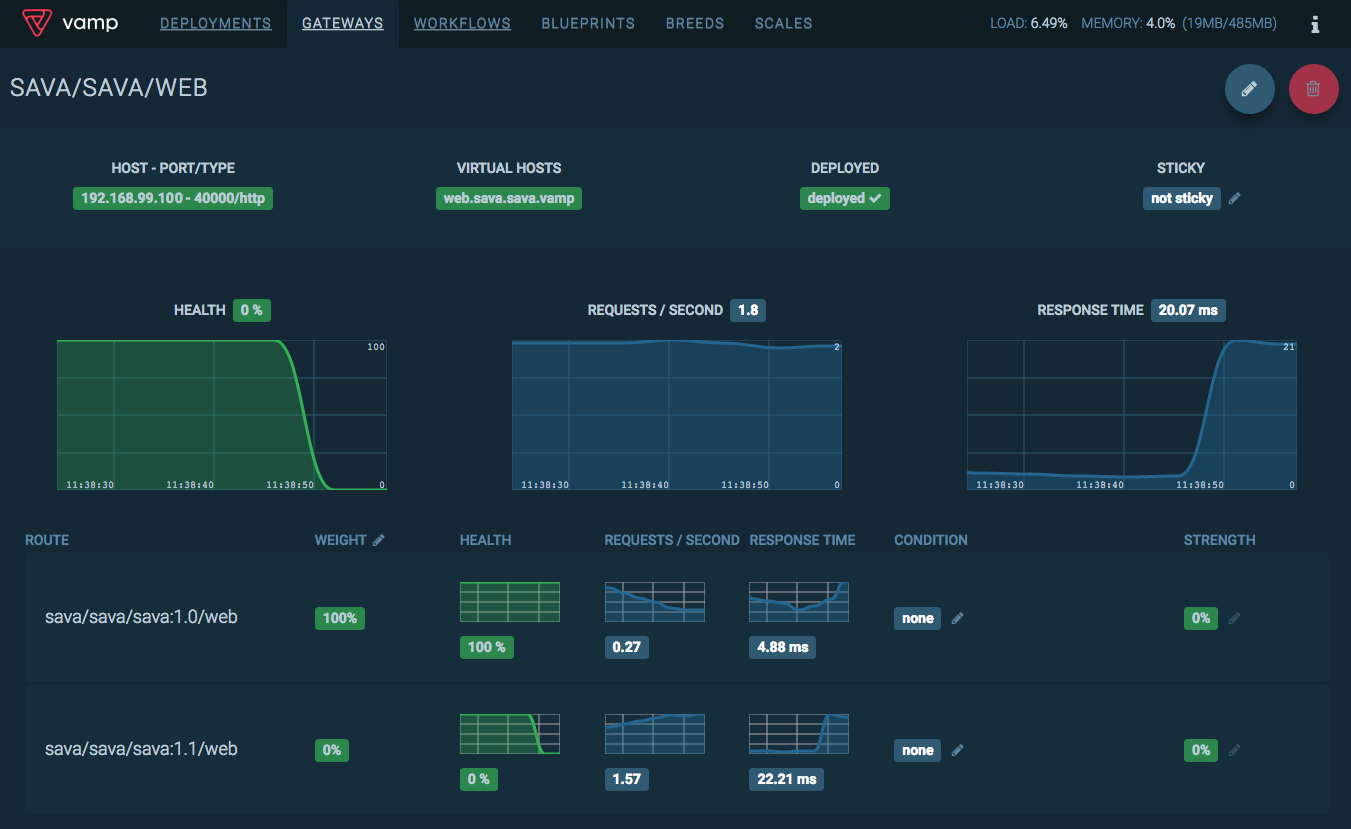 vamp DEPLOYMENTS GATEWAYS WORKFLOWS BLUEPRINTS BREEDS SCALES LOAD: 6.49% MEMORY: 4.0% (19MB/485MB)
SAVA/SAVA/WEB
HOST - PORT/TYPE VIRTUAL HOSTS DEPLOYED STICKY
192.168.99.100 - 40000/http web.sava.sava.vamp deployed ✔ not sticky
HEALTH 0 % REQUESTS / SECOND 1.8 RESPONSE TIME 20.07 ms
100 2 21
11:38:30 11:38:40 11:38:50 0 11:38:30 11:38:40 11:38:50 0 11:38:30 11:38:40 11:38:50 0
ROUTE WEIGHT HEALTH REQUESTS / SECOND RESPONSE TIME CONDITION STRENGTH
sava/sava/sava:1.0/web 100% none 0%
100 % 0.27 4.88 ms
sava/sava/sava:1.1/web 0% none 0%
0 % 1.57 22.21 ms